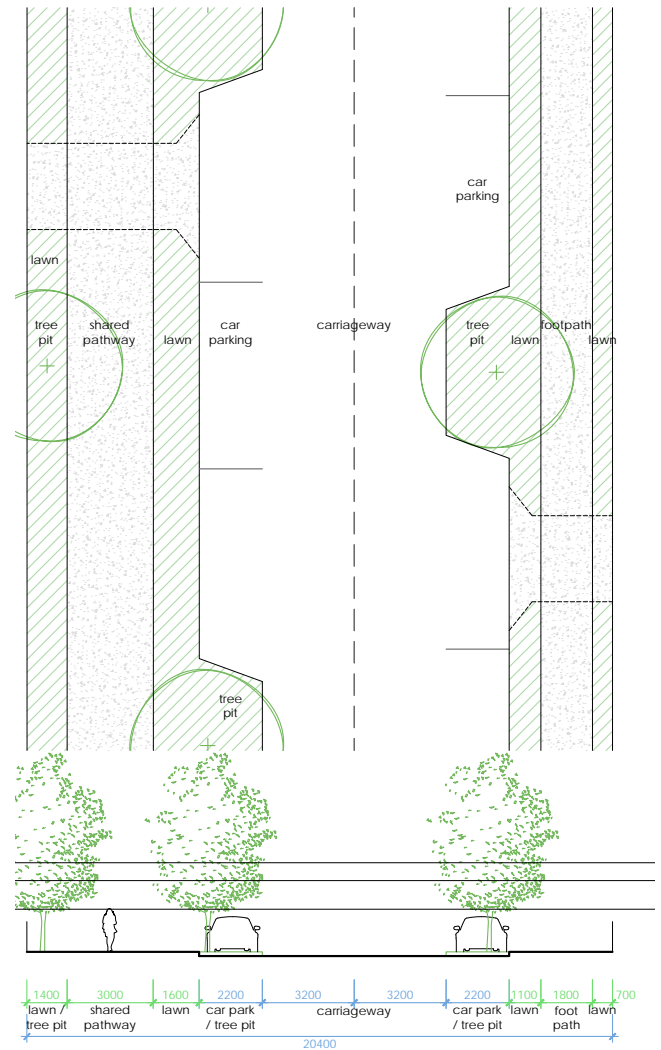 car
parking
lawn
tree
pit
shared
pathway
lawn
car
parking
carriageway
tree
pit
lawn
footpath
lawn
tree
pit
1400
3000
1600
2200
3200
3200
2200
1100
1800
700
lawn /
tree pit
shared
pathway
lawn
car park
/ tree pit
carriageway
car park
/ tree pit
lawn
foot
path
lawn
20400